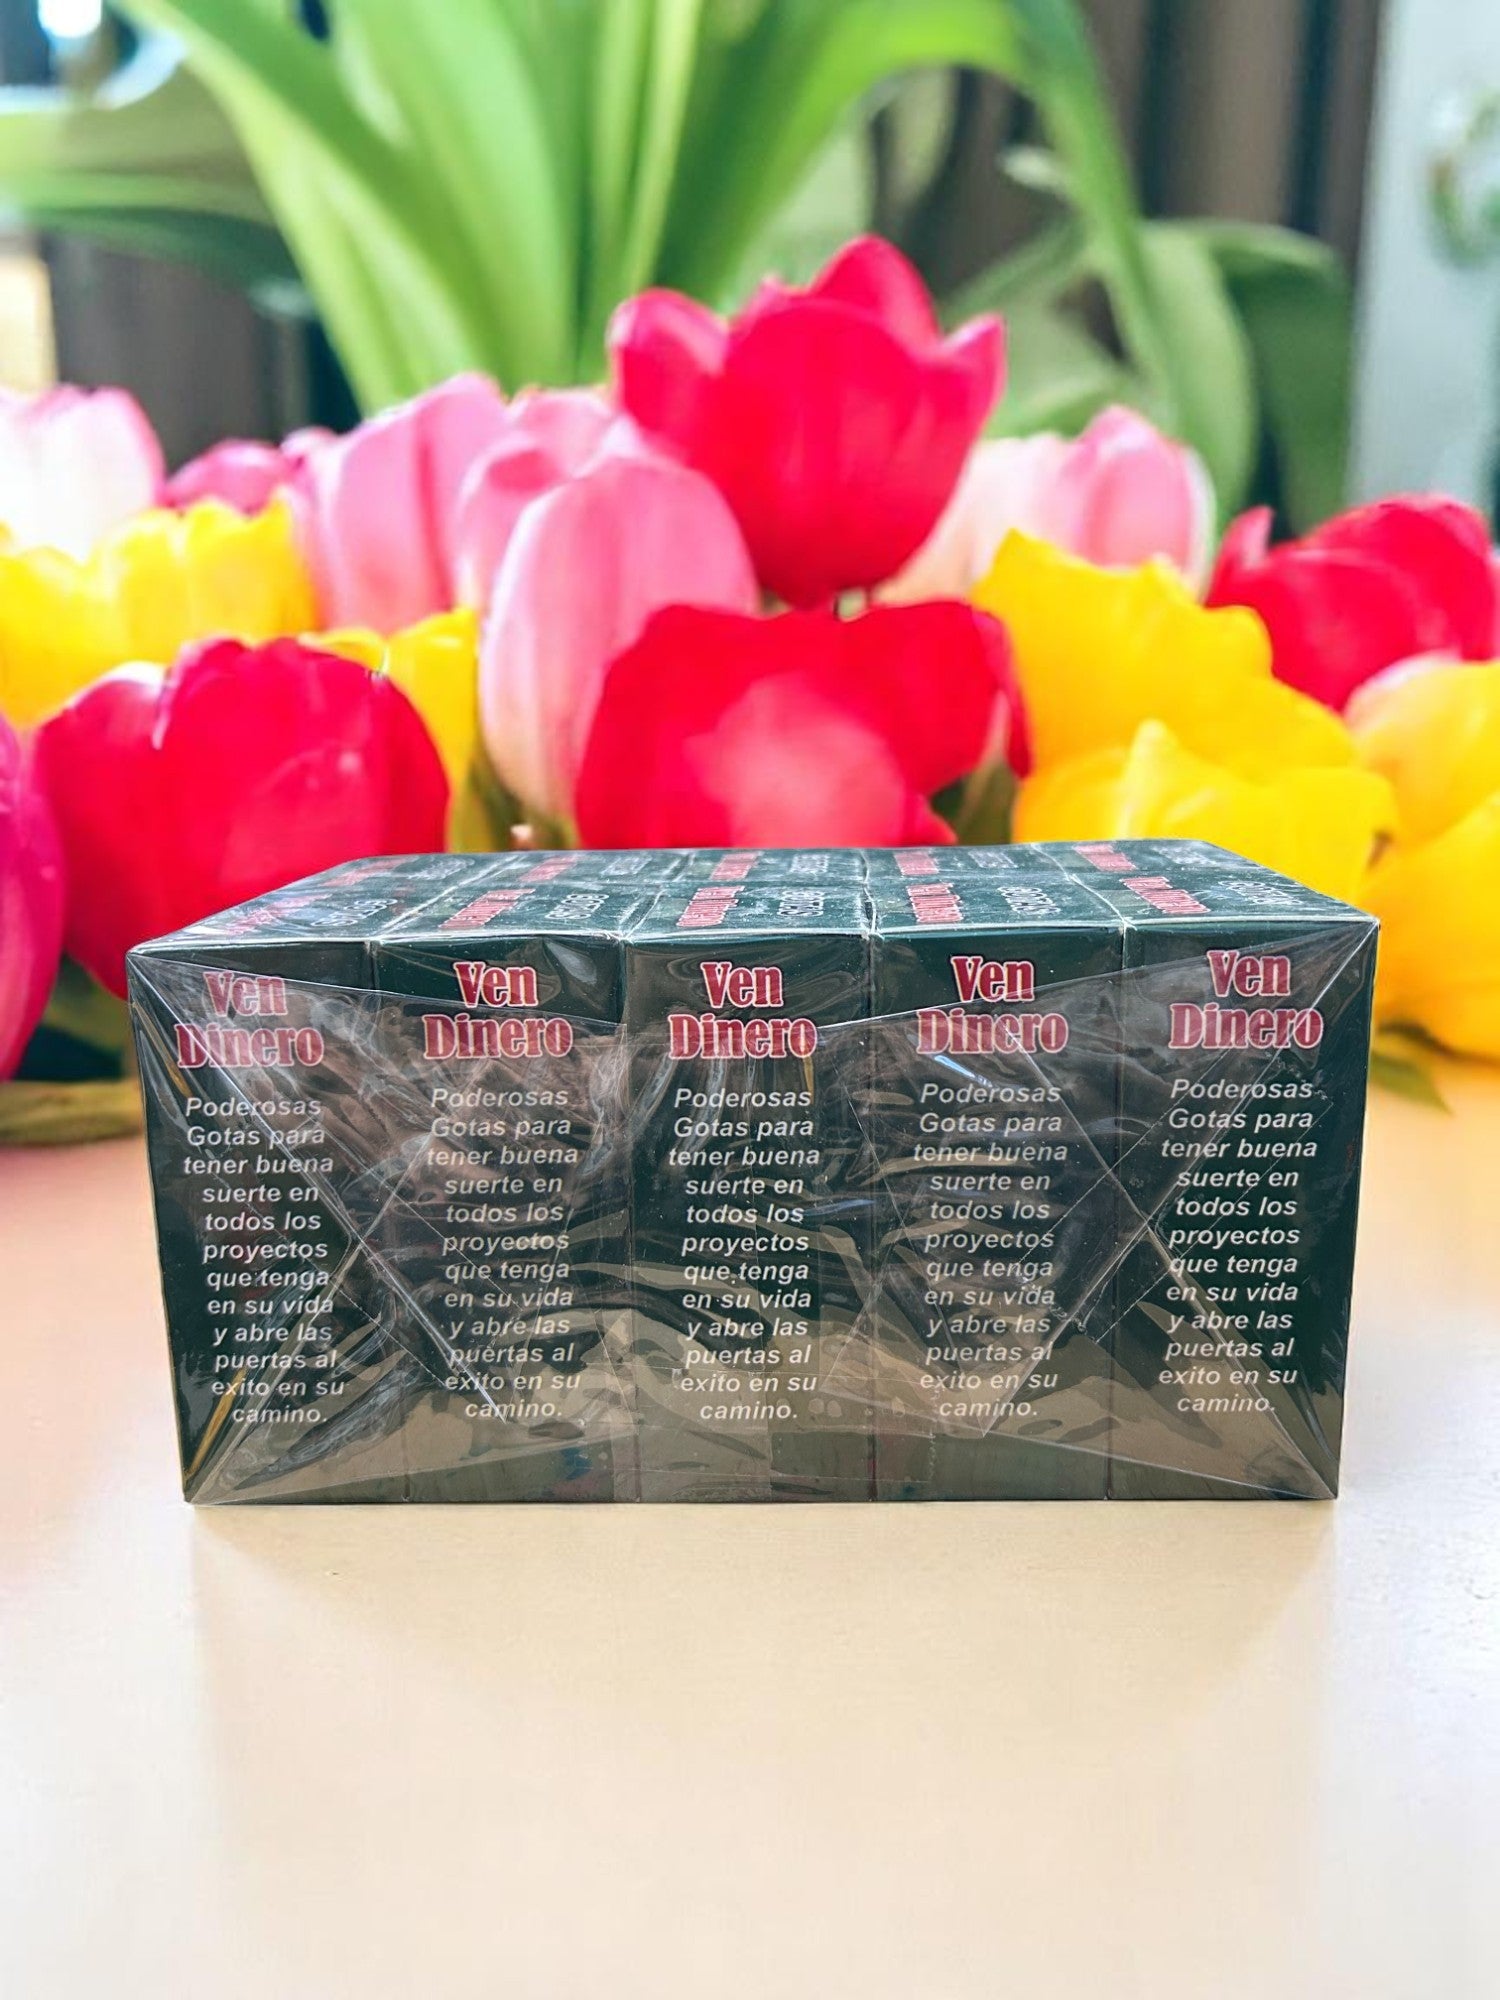 Ven
Dinero
Poderosas
Gotas para
tener buena
suerte en
todos los
proyectos
que tenga
en su vida
y abre las
puertas al
exito en su
camino.
Ven
Dinero
Poderosas
Gotas para
tener buena
suerte en
todos los
proyectos
que tenga
en su vida
y abre las
puertas al
exito en su
camino.
Ven
Dinero
Poderosas
Gotas para
tener buena
suerte en
todos los
proyectos
que tenga
en su vida
y abre las
puertas al
exito en su
camino.
Ven
Dinero
Poderosas
Gotas para
tener buena
suerte en
todos los
proyectos
que tenga
en su vida
y abre las
puertas al
exito en su
camino.
Ven
Dinero
Poderosas
Gotas para
tener buena
suerte en
todos los
proyectos
que tenga
en su vida
y abre las
puertas al
exito en su
camino.